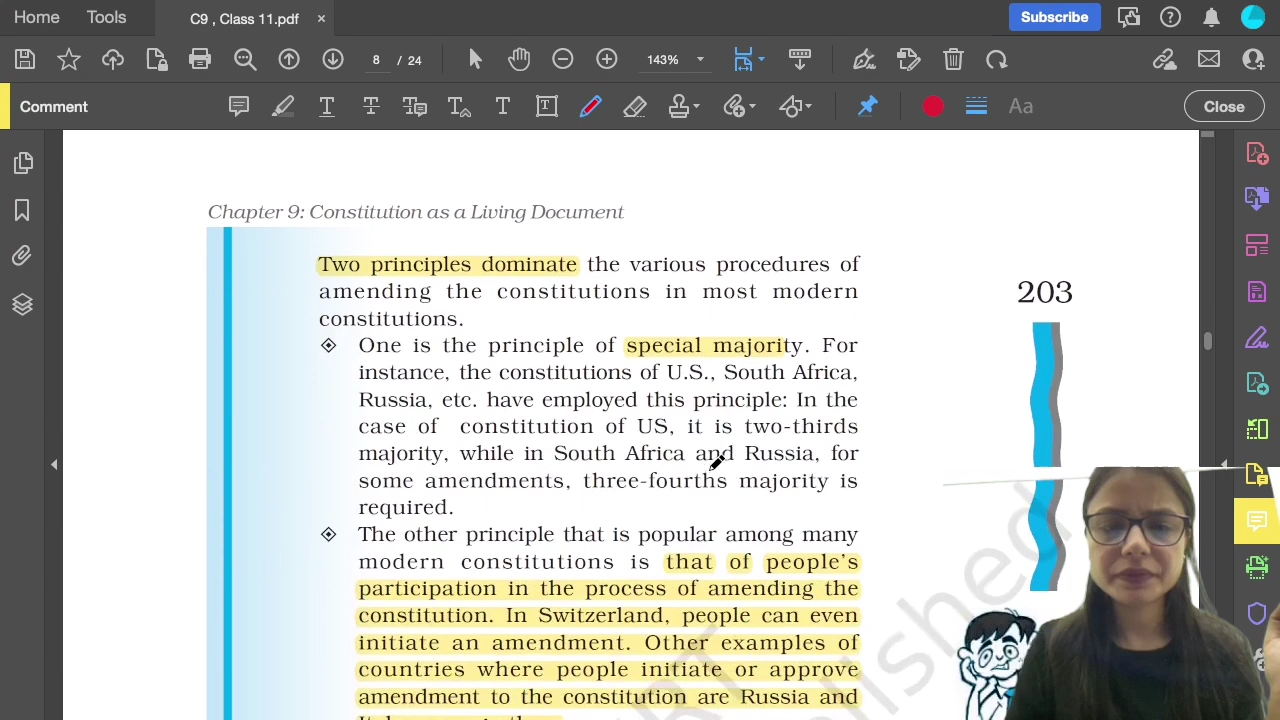 Home Tools C9 , Class 11.pdf × Subscribe
8 / 24 143%
Comment Aa Close
Chapter 9: Constitution as a Living Document
Two principles dominate the various procedures of
amending the constitutions in most modern
constitutions.
203
One is the principle of special majority. For
instance, the constitutions of U.S., South Africa,
Russia, etc. have employed this principle: In the
case of constitution of US, it is two-thirds
majority, while in South Africa and Russia, for
some amendments, three-fourths majority is
required.
The other principle that is popular among many
modern constitutions is that of people's
participation in the process of amending the
constitution. In Switzerland, people can even
initiate an amendment. Other examples of
countries where people initiate or approve
amendment to the constitution are Russia and